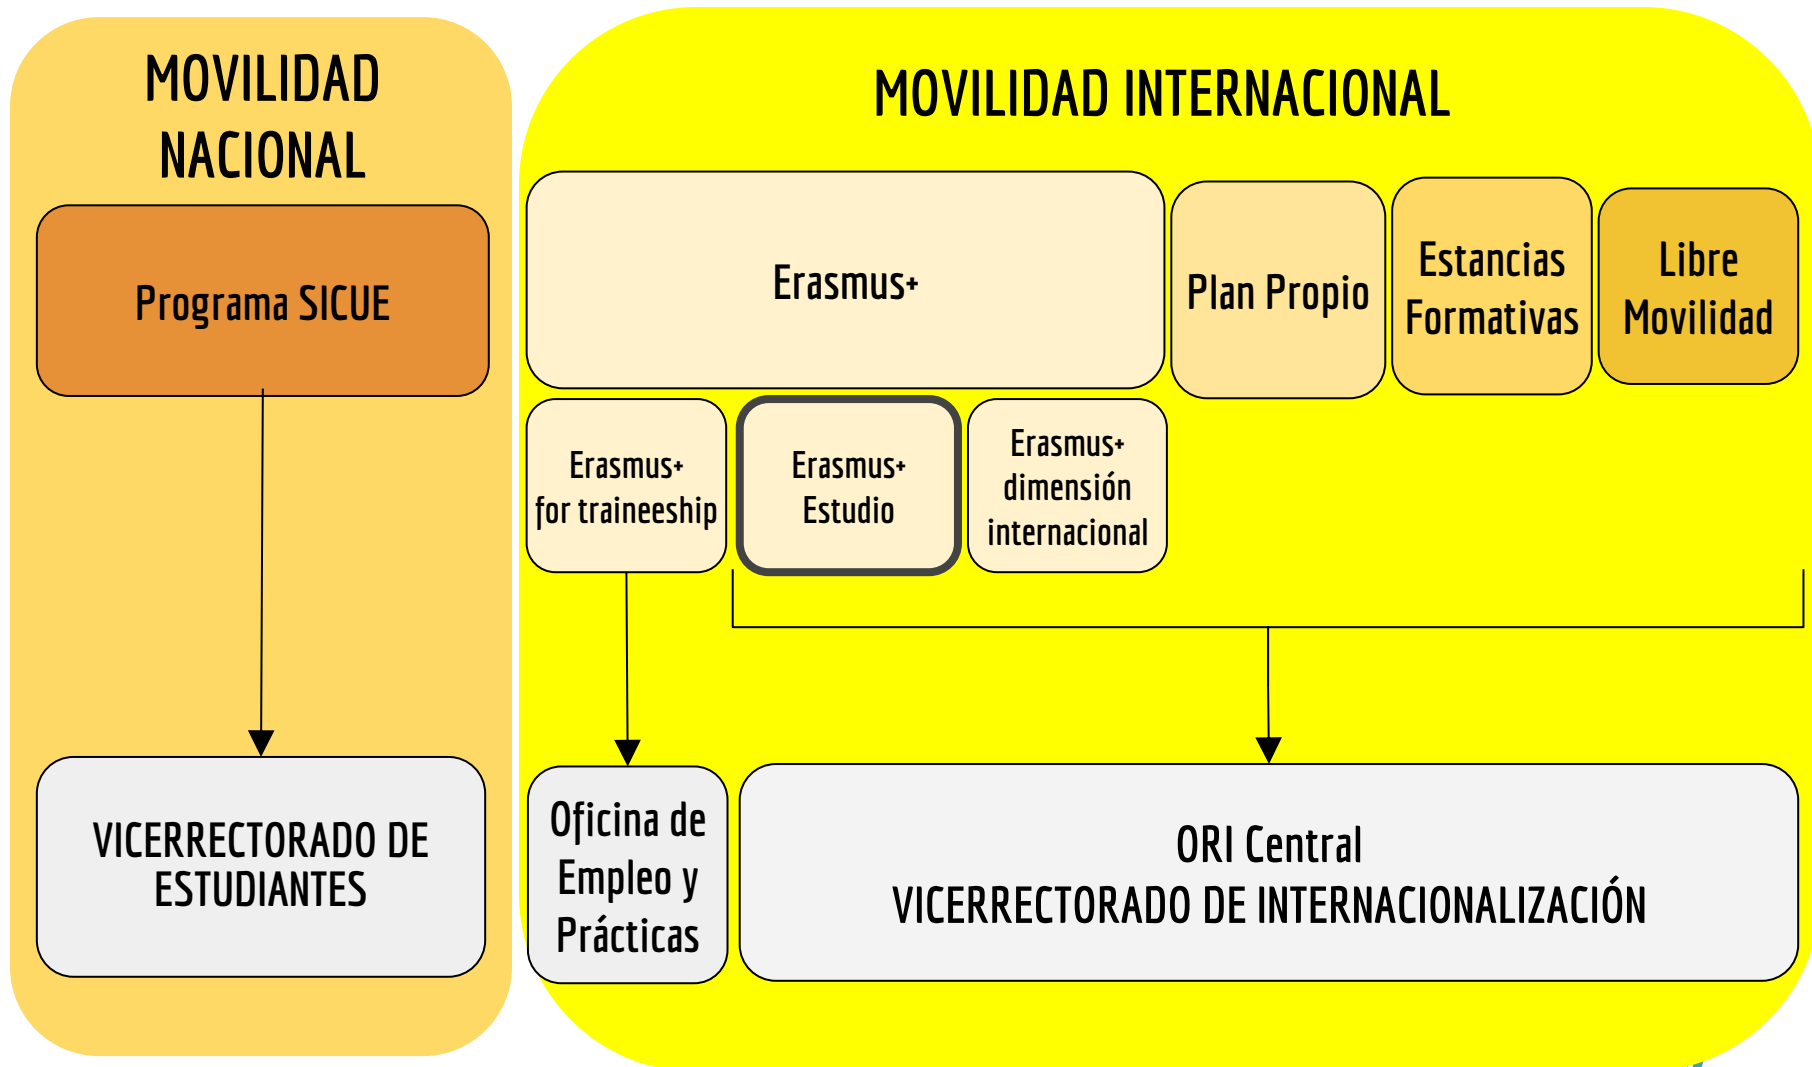 MOVILIDAD
NACIONAL
Programa SICUE
VICERRECTORADO DE
ESTUDIANTES
MOVILIDAD INTERNACIONAL
Erasmus+
Plan Propio
Estancias
Formativas
Libre
Movilidad
Erasmus+
for traineeship
Erasmus+
Estudio
Erasmus+
dimensión
internacional
Oficina de
Empleo y
Prácticas
ORI Central
VICERRECTORADO DE INTERNACIONALIZACIÓN